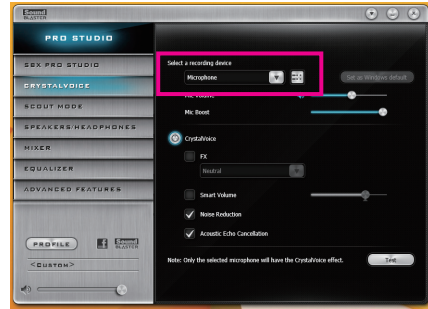 Sound
BLASTER
PRO STUDIO
SBX PRO STUDIO
CRYSTALVOICE
SCOUT MODE
SPEAKERS/HEADPHONES
MIXER
EQUALIZER
ADVANCED FEATURES
PROFILE
f
Sound
BLASTER
<CUSTOM>
Select a recording device
Microphone
Set as Windows default
Mic Volume
Mic Boost
CrystalVoice
FX
Neutral
Smart Volume
Noise Reduction
Acoustic Echo Cancellation
Note: Only the selected microphone will have the CrystalVoice effect.
Test